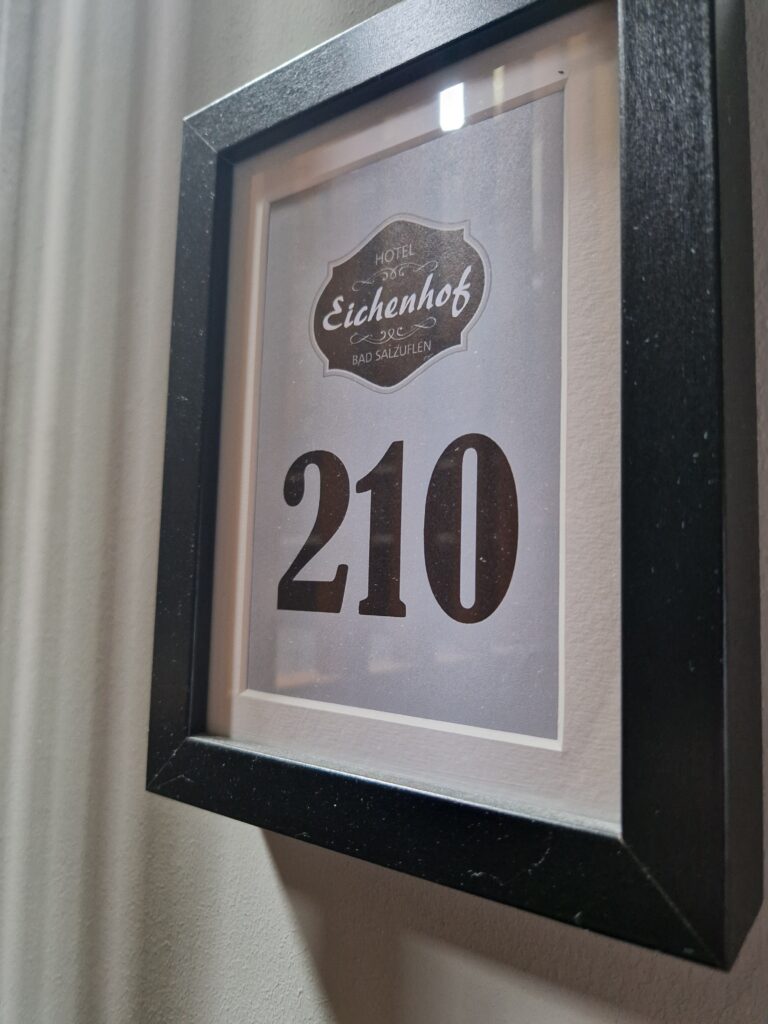 HOTEL
Eichenhof
BAD SALZUFLEN
210